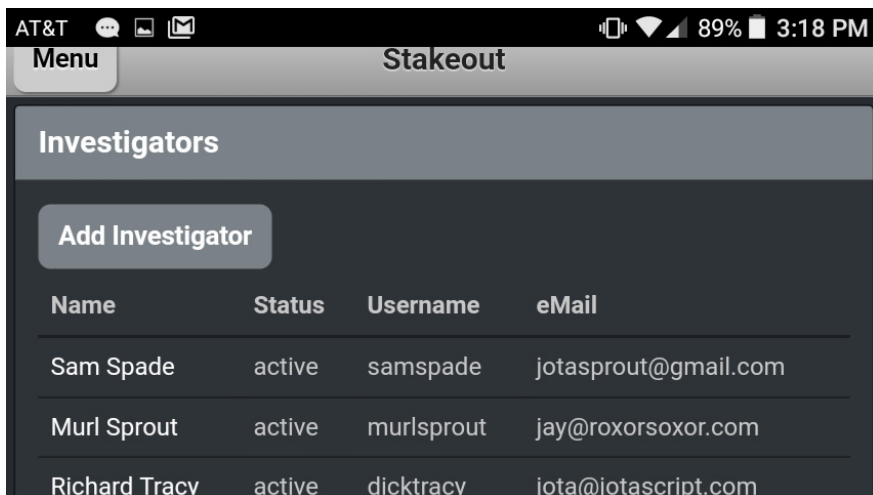 AT&T 89% 3:18 PM
Menu Stakeout
Investigators
Add Investigator
Name Status Username eMail
Sam Spade active samspade jotasprout@gmail.com
Murl Sprout active murlsprout jay@roxorsoxor.com
Richard Tracy active dicktracy jota@jotascript.com